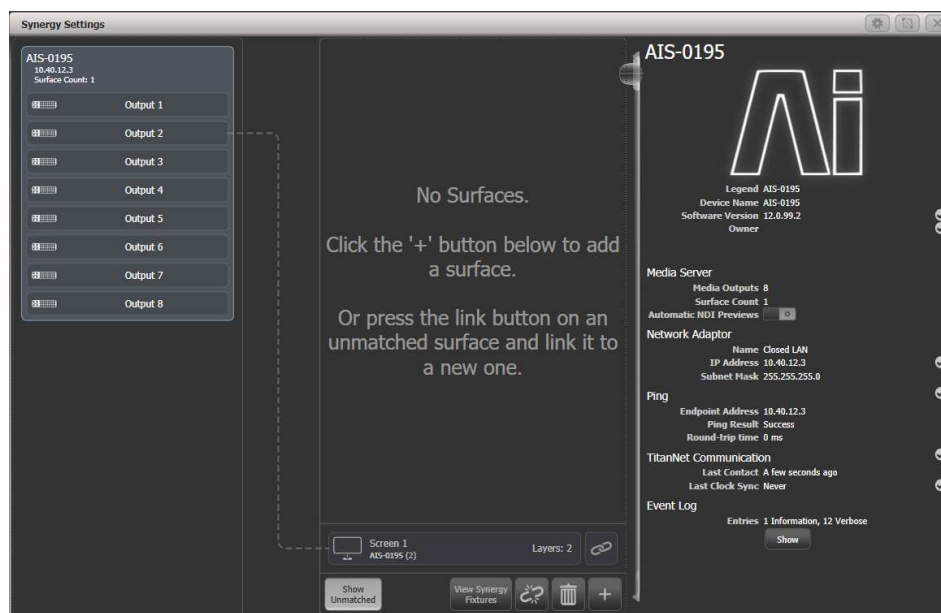 Synergy Settings
AIS-0195
10.40.12.3
Surface Count: 1
Output 1
Output 2
Output 3
Output 4
Output 5
Output 6
Output 7
Output 8
No Surfaces.
Click the '+' button below to add
a surface.
Or press the link button on an
unmatched surface and link it to
a new one.
Screen 1
AIS-0195 (2)
Layers: 2
Show
Unmatched
View Synergy
Fixtures
+
AIS-0195
Ai
Legend AIS-0195
Device Name AIS-0195
Software Version 12.0.99.2
Owner
Media Server
Media Outputs 8
Surface Count 1
Automatic NDI Previews
Network Adaptor
Name Closed LAN
IP Address 10.40.12.3
Subnet Mask 255.255.255.0
Ping
Endpoint Address 10.40.12.3
Ping Result Success
Round-trip time 0 ms
TitanNet Communication
Last Contact A few seconds ago
Last Clock Sync Never
Event Log
Entries 1 Information, 12 Verbose
Show